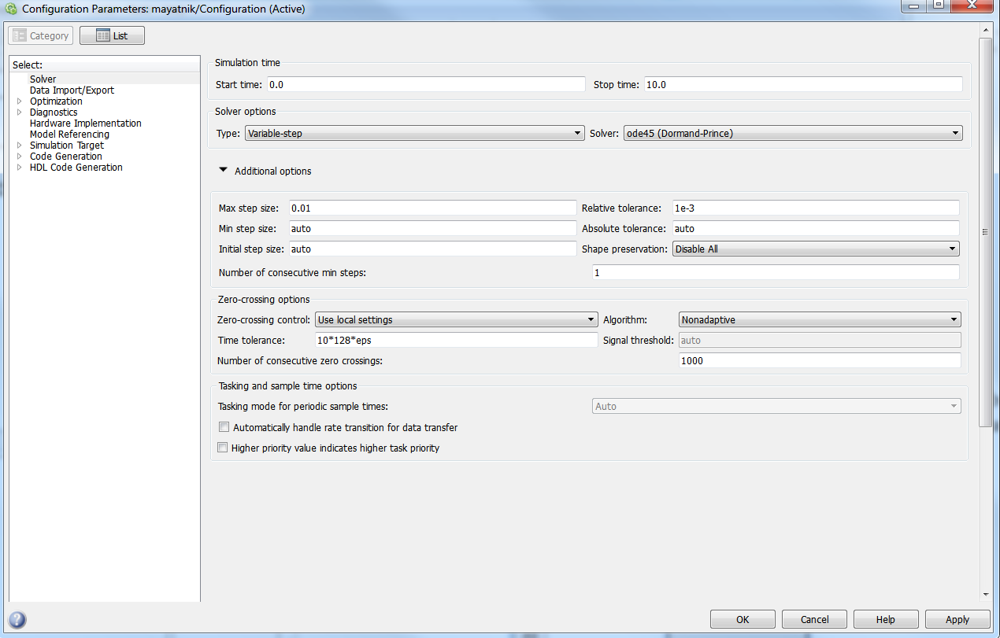 Configuration Parameters: mayatnik/Configuration (Active)
Category List
Select:
Solver
Data Import/Export
Optimization
Diagnostics
Hardware Implementation
Model Referencing
Simulation Target
Code Generation
HDL Code Generation
Simulation time
Start time: 0.0 Stop time: 10.0
Solver options
Type: Variable-step Solver: ode45 (Dormand-Prince)
Additional options
Max step size: 0.01 Relative tolerance: 1e-3
Min step size: auto Absolute tolerance: auto
Initial step size: auto Shape preservation: Disable All
Number of consecutive min steps: 1
Zero-crossing options
Zero-crossing control: Use local settings Algorithm: Nonadaptive
Time tolerance: 10*128*eps Signal threshold: auto
Number of consecutive zero crossings: 1000
Tasking and sample time options
Tasking mode for periodic sample times: Auto
Automatically handle rate transition for data transfer
Higher priority value indicates higher task priority
OK Cancel Help Apply